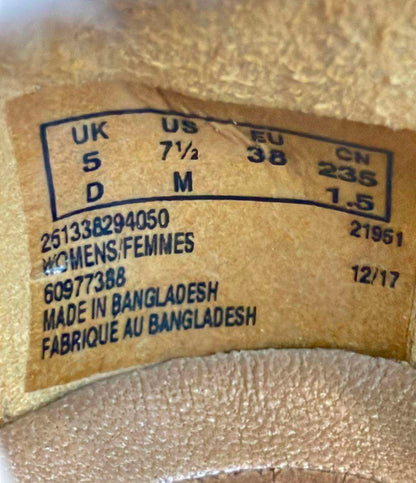 UK US EU CN
5 7½ 38 235
D M 1.5
251338294050 21951
WOMENS/FEMMES
60977388 12/17
MADE IN BANGLADESH
FABRIQUÉ AU BANGLADESH